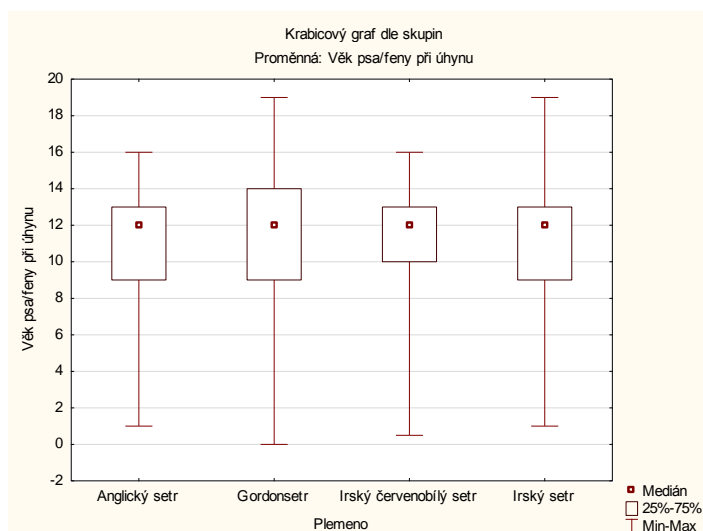 Krabicový graf dle skupin
Proměnná: Věk psa/feny při úhynu
Věk psa/feny při úhynu
20
18
16
14
12
10
8
6
4
2
0
-2
Anglický setr
Gordonsetr
Irský červenobílý setr
Irský setr
Plemeno
Medián
25%-75%
Min-Max